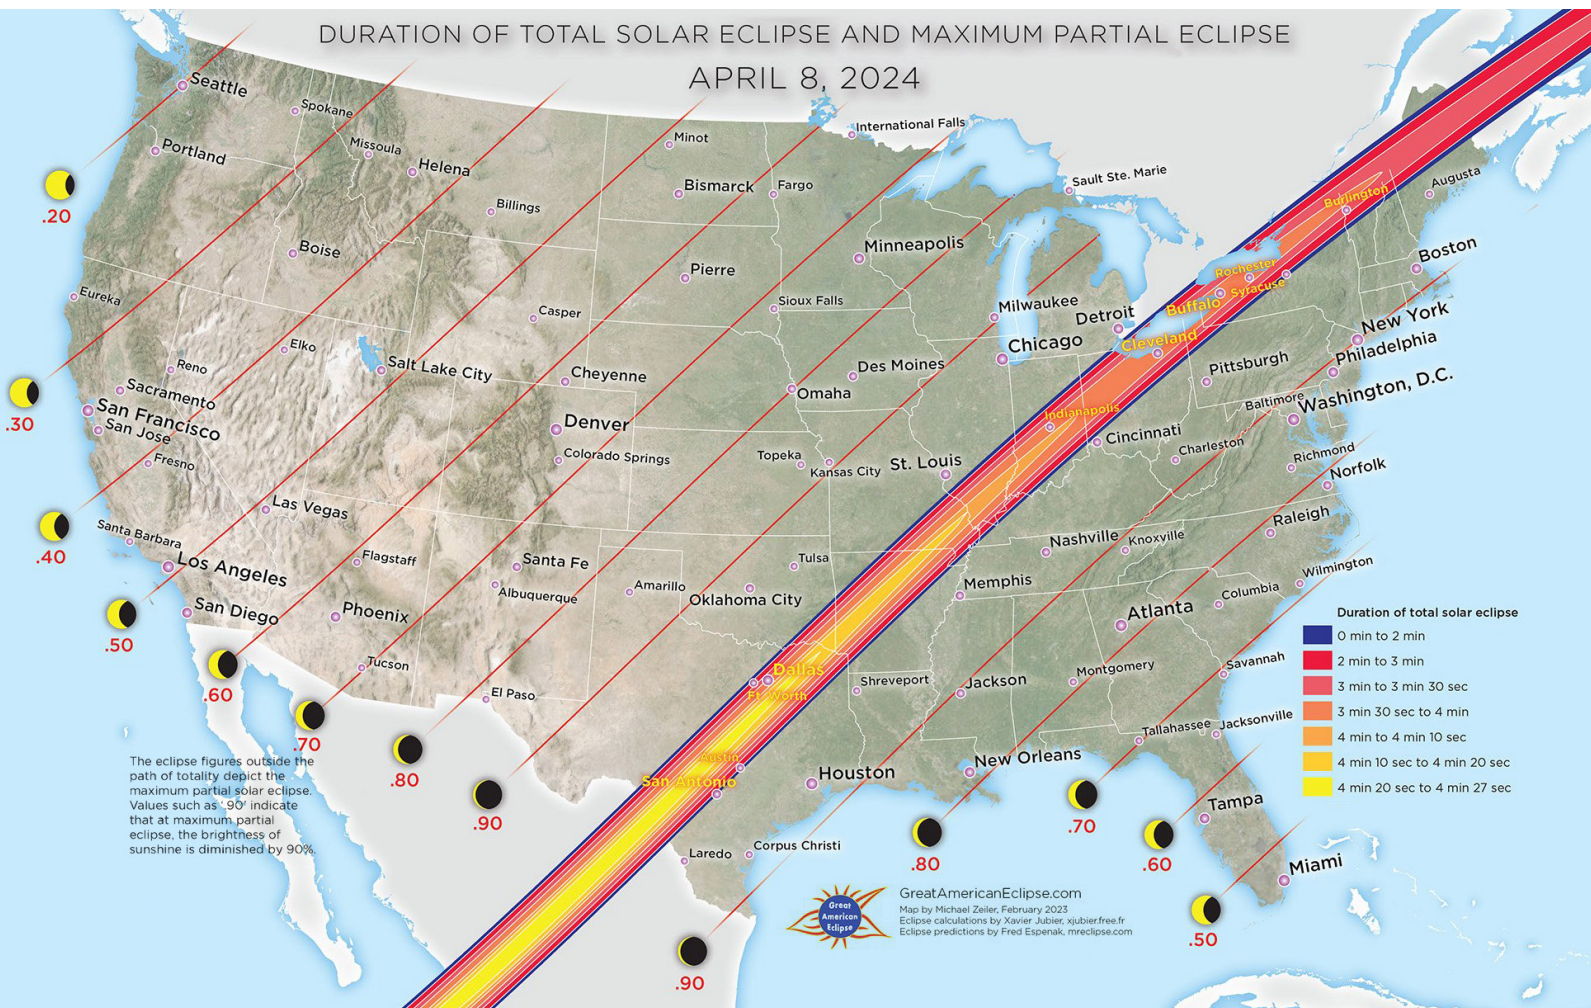 DURATION OF TOTAL SOLAR ECLIPSE AND MAXIMUM PARTIAL ECLIPSE
APRIL 8, 2024
Seattle
Spokane
Portland
Missoula
Helena
Minot
International Falls
Bismarck
Fargo
Sault Ste. Marie
Augusta
Burlington
.20
Billings
Boise
Minneapolis
Boston
Pierre
Rochester
Syracuse
Buffalo
Eureka
Casper
Sioux Falls
Milwaukee
Detroit
New York
Elko
Chicago
Cleveland
Philadelphia
Reno
Salt Lake City
Cheyenne
Des Moines
Pittsburgh
Omaha
Sacramento
Baltimore
Washington, D.C.
.30
San Francisco
San Jose
Denver
Indianapolis
Cincinnati
Charleston
Fresno
Colorado Springs
Topeka
Kansas City
St. Louis
Richmond
Norfolk
Las Vegas
Raleigh
.40
Santa Barbara
Flagstaff
Santa Fe
Tulsa
Nashville
Knoxville
Los Angeles
Albuquerque
Amarillo
Oklahoma City
Memphis
Wilmington
Columbia
San Diego
Phoenix
Atlanta
.50
Tucson
El Paso
Dallas
Ft. Worth
Shreveport
Jackson
Montgomery
Savannah
.60
.70
Tallahassee
Jacksonville
.80
Austin
San Antonio
Houston
New Orleans
.90
Tampa
.70
Laredo
Corpus Christi
.80
.60
Miami
.50
.90
The eclipse figures outside the
path of totality depict the
maximum partial solar eclipse.
Values such as '.90' indicate
that at maximum partial
eclipse, the brightness of
sunshine is diminished by 90%.
Duration of total solar eclipse
0 min to 2 min
2 min to 3 min
3 min to 3 min 30 sec
3 min 30 sec to 4 min
4 min to 4 min 10 sec
4 min 10 sec to 4 min 20 sec
4 min 20 sec to 4 min 27 sec
Great
American
Eclipse
GreatAmericanEclipse.com
Map by Michael Zeiler, February 2023
Eclipse calculations by Xavier Jubier, xjubier.free.fr
Eclipse predictions by Fred Espenak, mreclipse.com